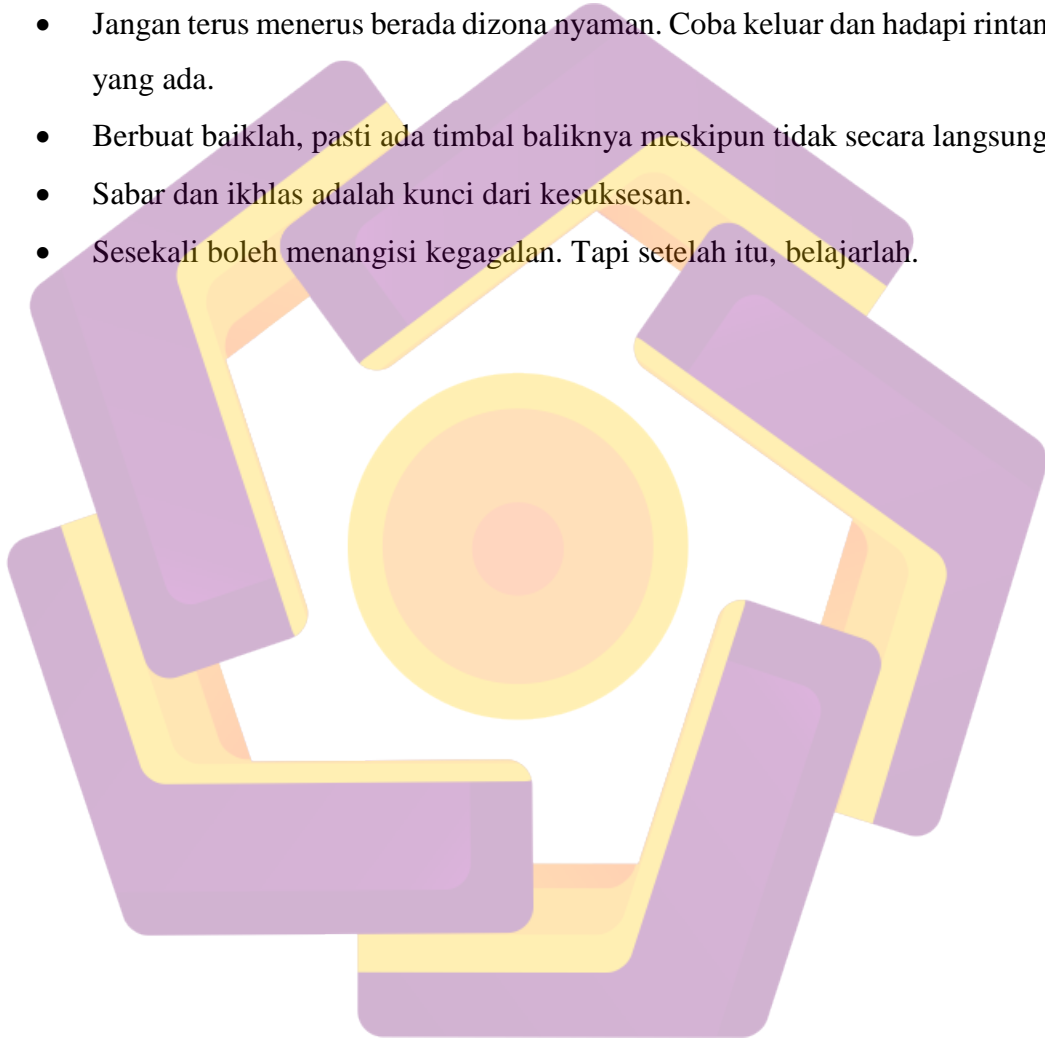 • Jangan terus menerus berada dizona nyaman. Coba keluar dan hadapi rintan
yang ada.
• Berbuat baiklah, pasti ada timbal baliknya meskipun tidak secara langsung
• Sabar dan ikhlas adalah kunci dari kesuksesan.
• Sesekali boleh menangisi kegagalan. Tapi setelah itu, belajarlah.